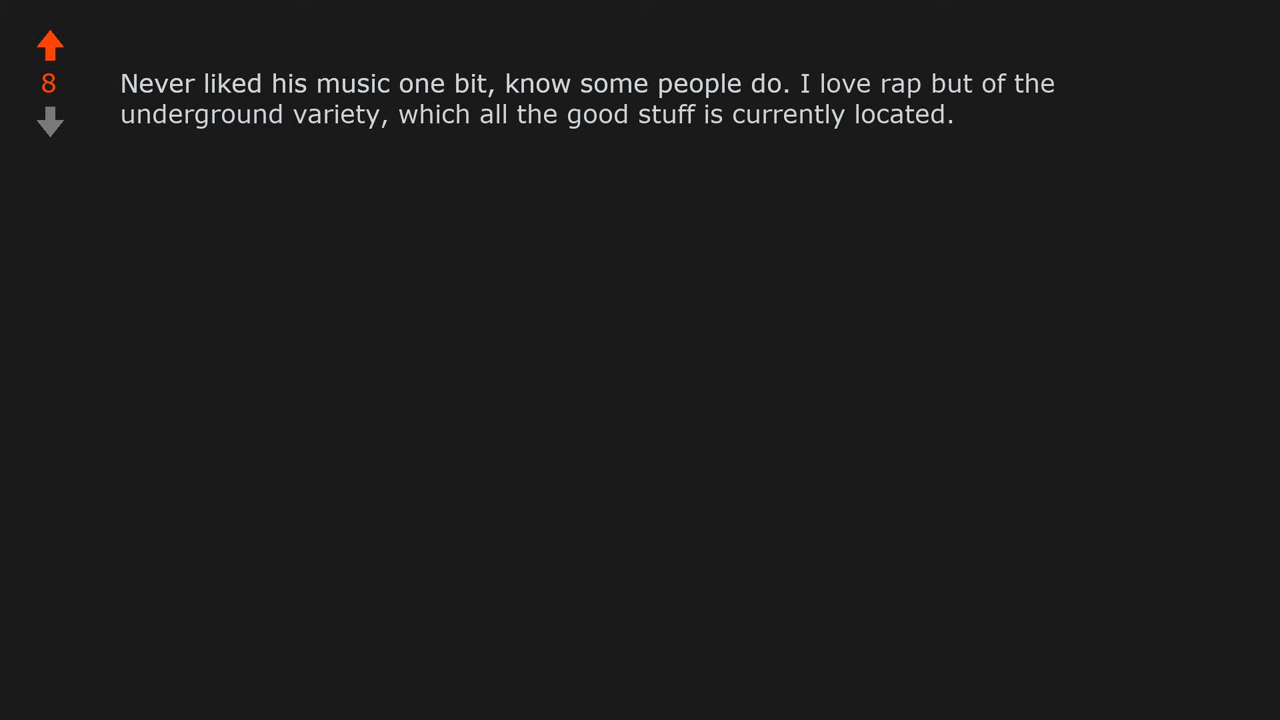 8
Never liked his music one bit, know some people do. I love rap but of the
underground variety, which all the good stuff is currently located.